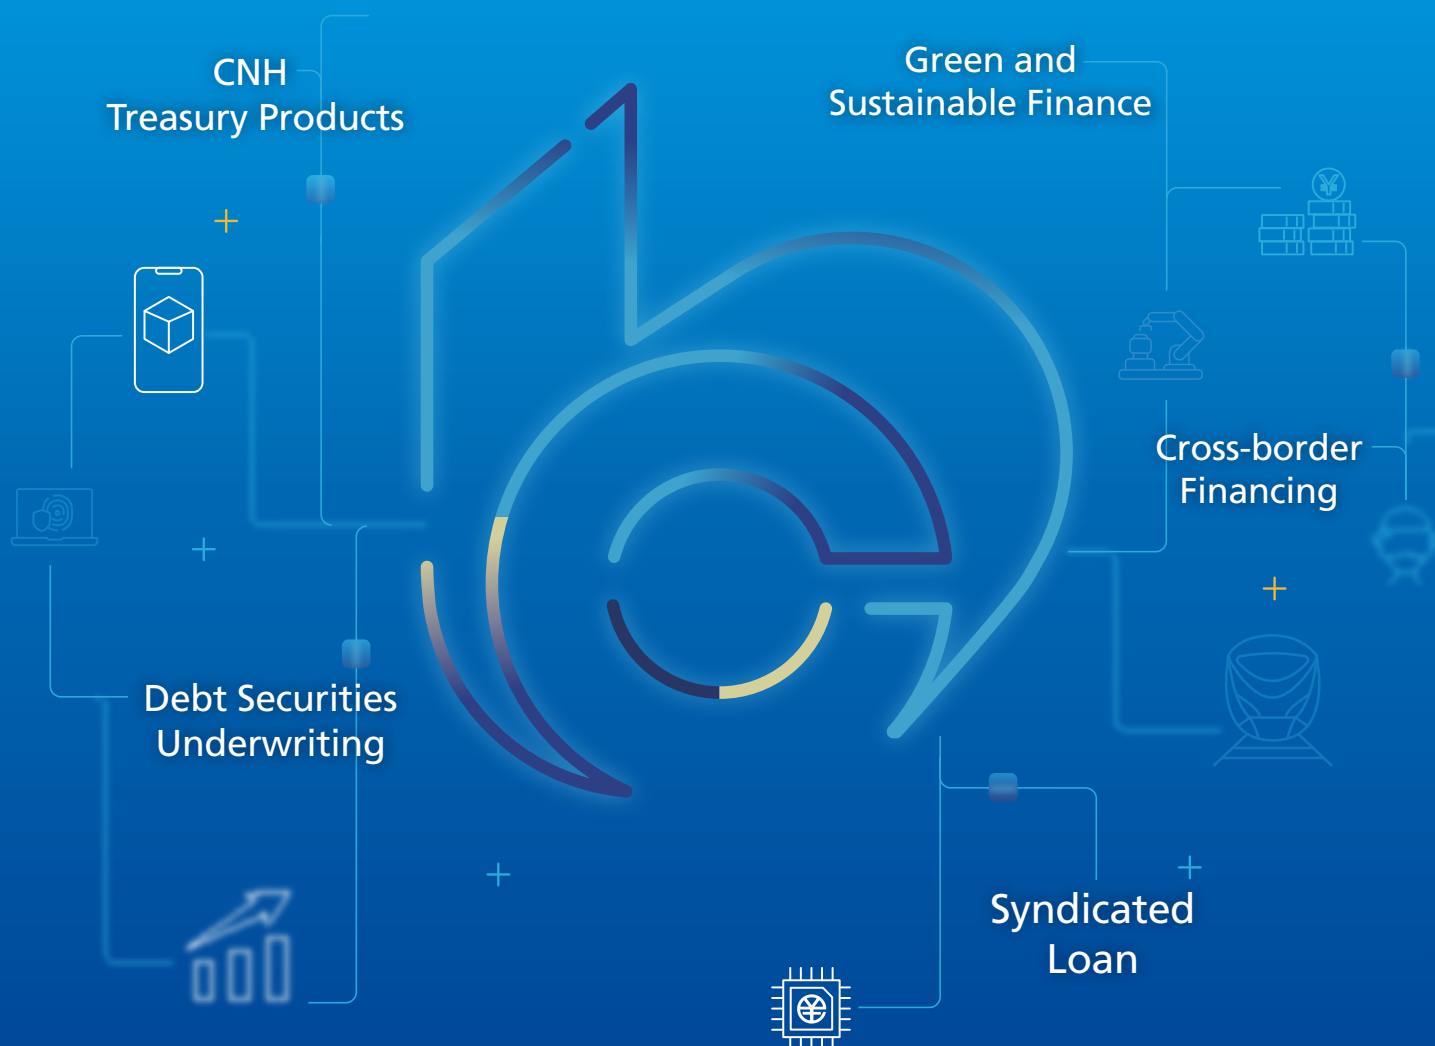 CNH
Treasury Products
Green and
Sustainable Finance
Cross-border
Financing
Debt Securities
Underwriting
Syndicated
Loan